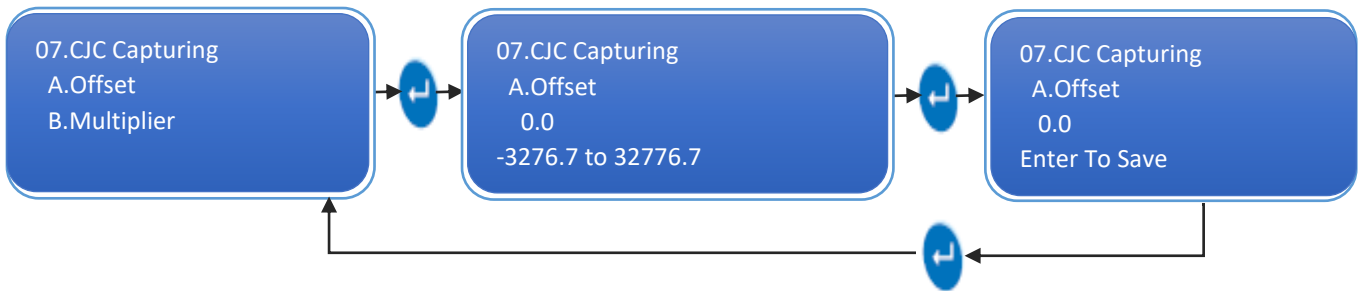 07.CJC Capturing
A.Offset
B.Multiplier
07.CJC Capturing
A.Offset
0.0
-3276.7 to 32776.7
07.CJC Capturing
A.Offset
0.0
Enter To Save